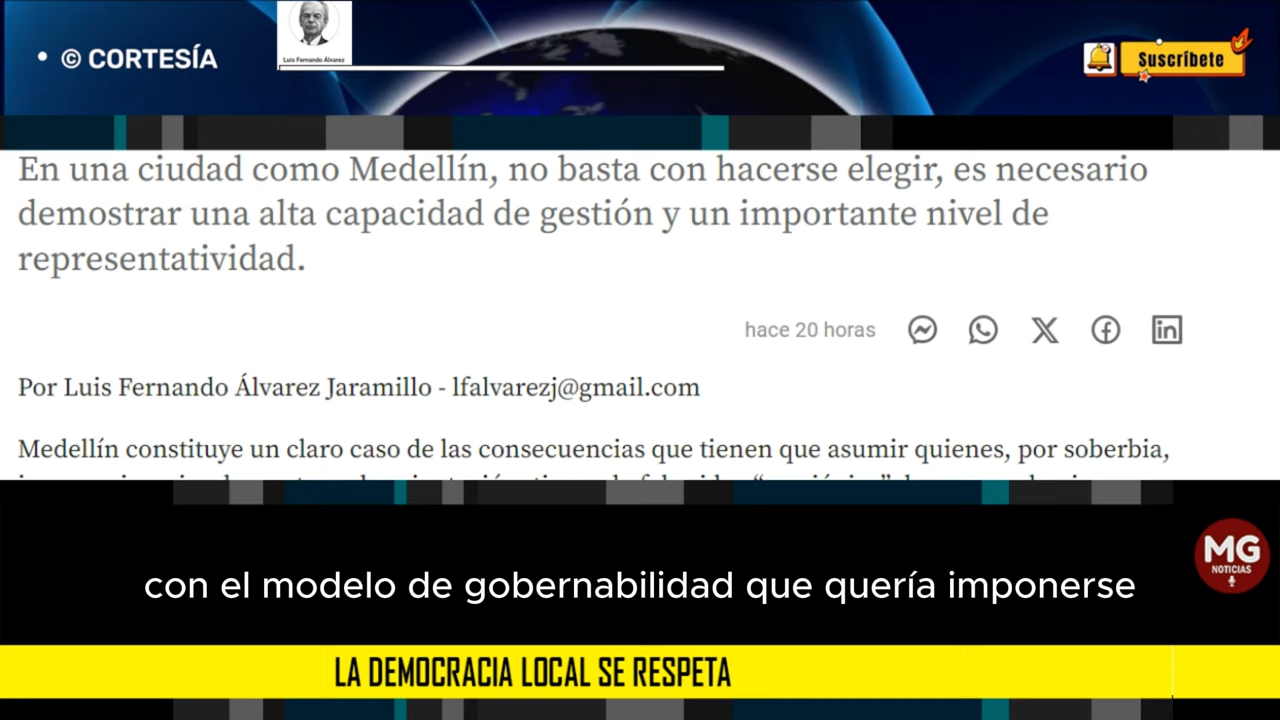 • © CORTESÍA
Luis Fernando Álvarez
Suscríbete
En una ciudad como Medellín, no basta con hacerse elegir, es necesario
demostrar una alta capacidad de gestión y un importante nivel de
representatividad.
hace 20 horas
Por Luis Fernando Álvarez Jaramillo - lfalvarezj@gmail.com
Medellín constituye un claro caso de las consecuencias que tienen que asumir quienes, por soberbia,
MG
NOTICIAS
con el modelo de gobernabilidad que quería imponerse
LA DEMOCRACIA LOCAL SE RESPETA